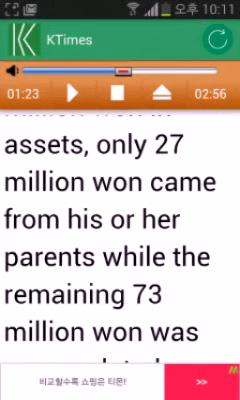 오후 10:11
KTimes
01:23
02:56
assets, only 27
million won came
from his or her
parents while the
remaining 73
million won was
비교할수록 쇼핑은 티몬!
>>